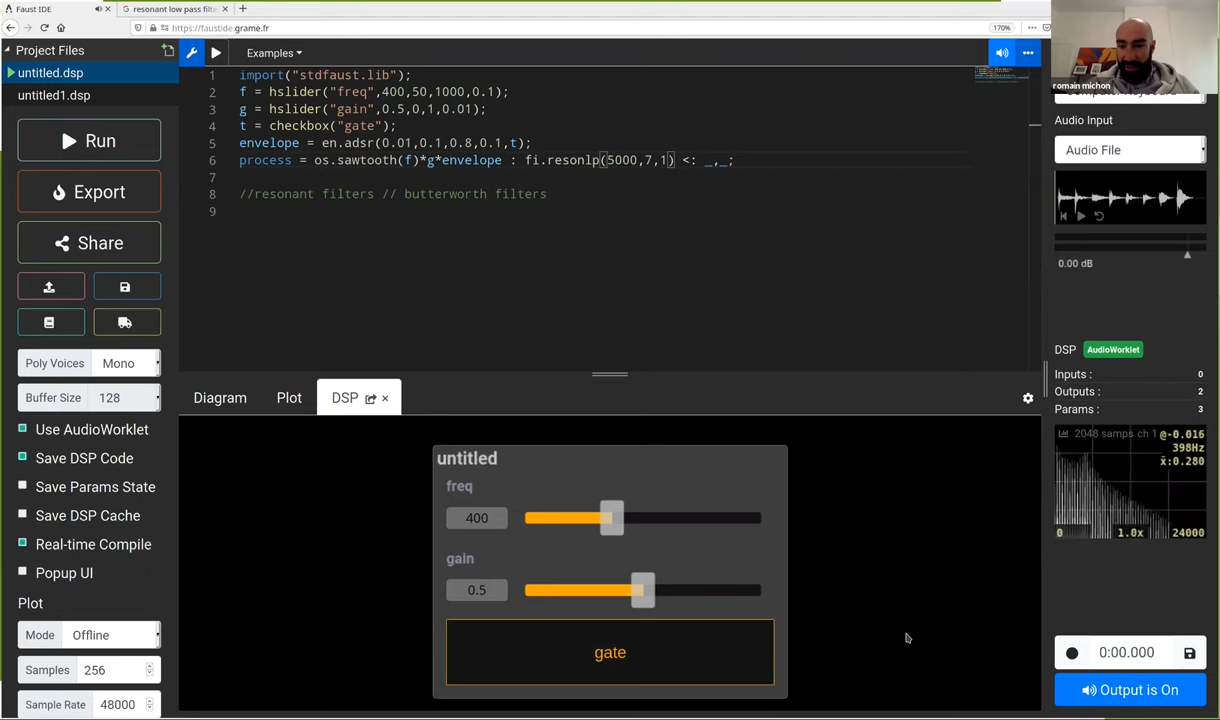 Faust IDE
resonant low pass filte
https://faustide.grame.fr
170%
Project Files
untitled.dsp
untitled1.dsp
Run
Export
Share
Poly Voices Mono
Buffer Size 128
Use AudioWorklet
Save DSP Code
Save Params State
Save DSP Cache
Real-time Compile
Popup UI
Plot
Mode Offline
Samples 256
Sample Rate 48000
Examples
1 import("stdfaust.lib");
2 f = hslider("freq",400,50,1000,0.1);
3 g = hslider("gain",0.5,0,1,0.01);
4 t = checkbox("gate");
5 envelope = en.adsr(0.01,0.1,0.8,0.1,t);
6 process = os.sawtooth(f)*g*envelope : fi.resonlp(5000,7,1) <: _,_;
7
8 //resonant filters // butterworth filters
9
Diagram Plot DSP
untitled
freq
400
gain
0.5
gate
romain michon
Audio Input
Audio File
0.00 dB
DSP AudioWorklet
Inputs : 0
Outputs : 2
Params : 3
2048 samps ch 1 @-0.016
398Hz
x̄:0.280
0 1.0x 24000
0:00.000
Output is On